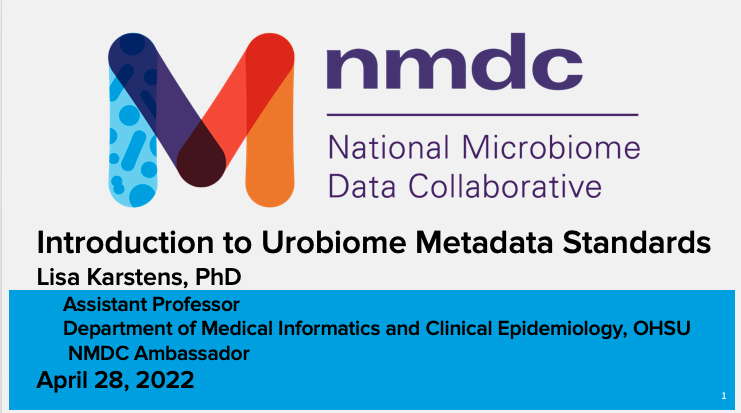 nmdc
National Microbiome
Data Collaborative
Introduction to Urobiome Metadata Standards
Lisa Karstens, PhD
Assistant Professor
Department of Medical Informatics and Clinical Epidemiology, OHSU
NMDC Ambassador
April 28, 2022
1